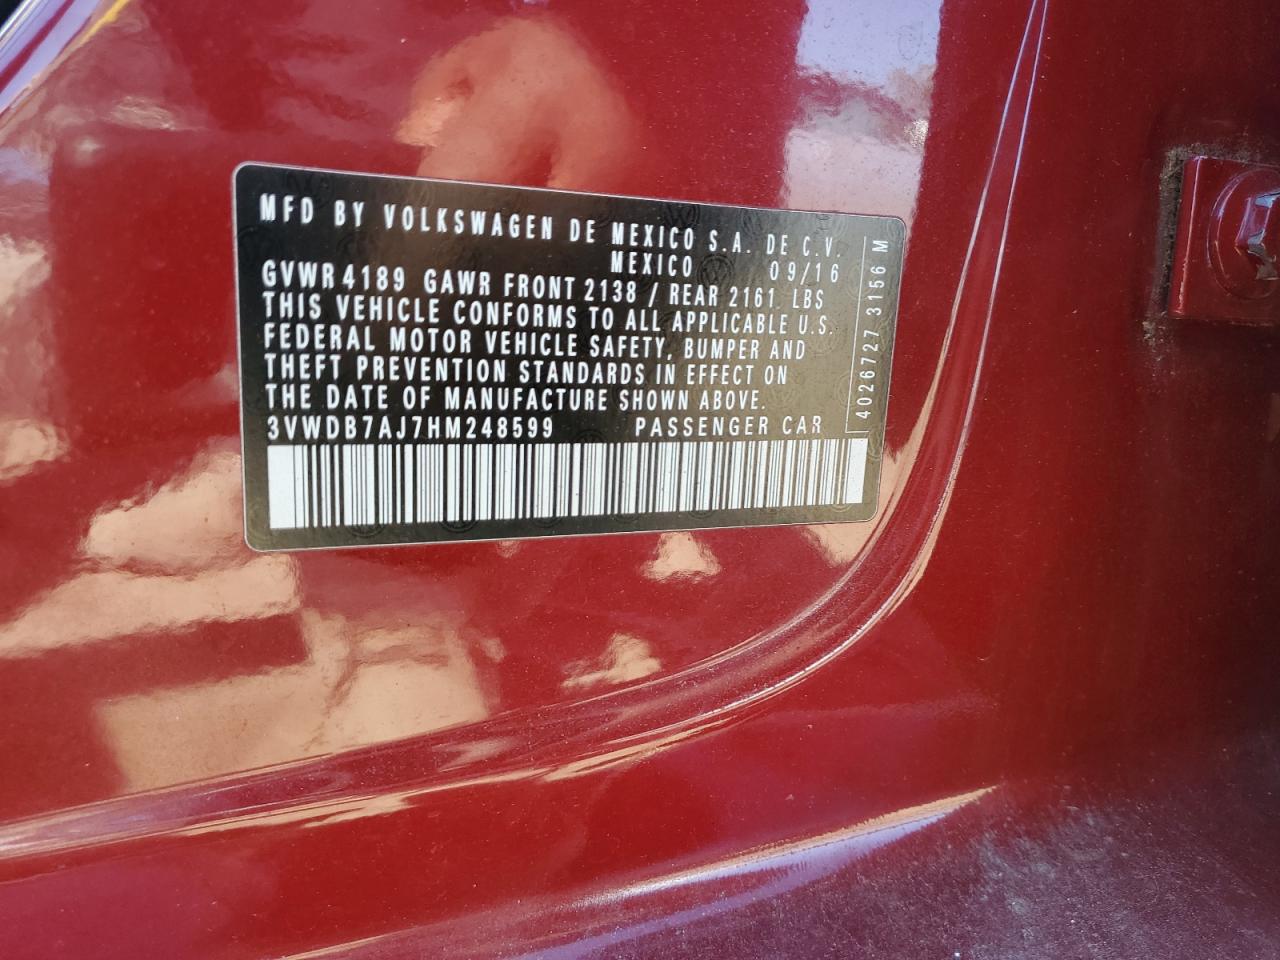 MFD BY VOLKSWAGEN DE MEXICO S.A. DE C.V.
MEXICO 09/16
GVWR 4189 GAWR FRONT 2138 / REAR 2161 LBS
THIS VEHICLE CONFORMS TO ALL APPLICABLE U.S.
FEDERAL MOTOR VEHICLE SAFETY, BUMPER AND
THEFT PREVENTION STANDARDS IN EFFECT ON
THE DATE OF MANUFACTURE SHOWN ABOVE.
3VWDB7AJ7HM248599 PASSENGER CAR
4026727 3156 M